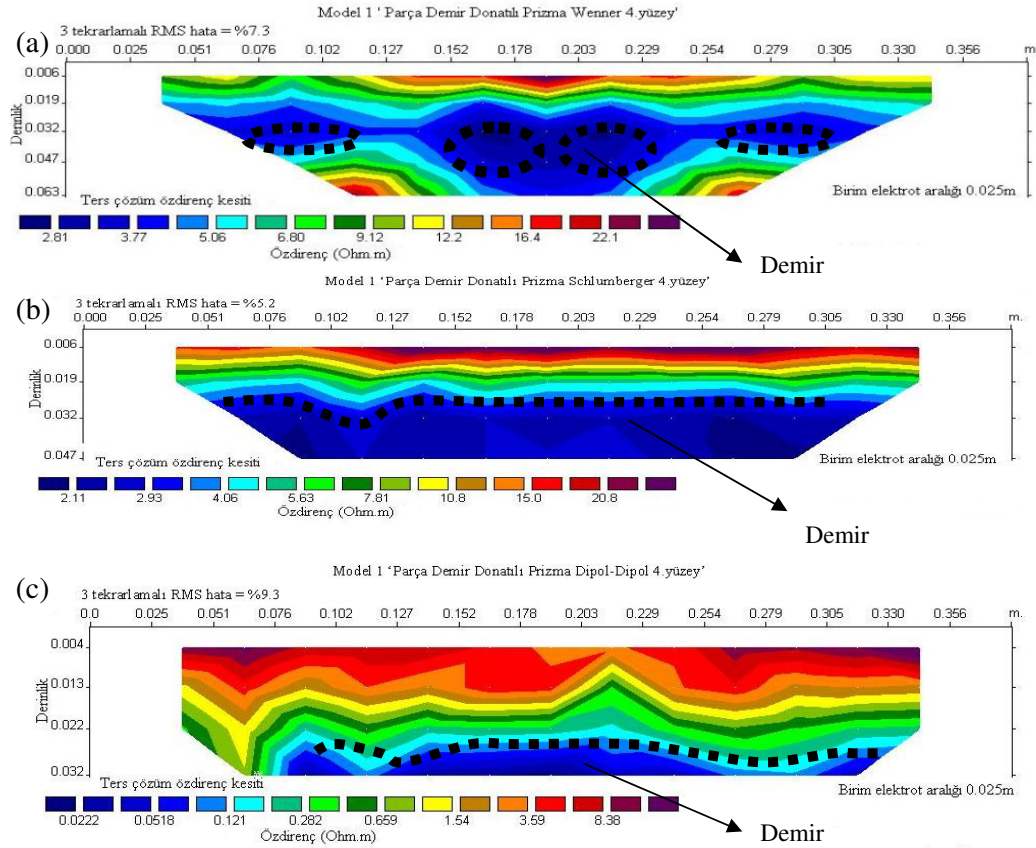 Model 1 ' Parça Demir Donatılı Prizma Wenner 4.yüzey'
(a)
3 tekrarlamalı RMS hata = %7.3
0.000 0.025 0.051 0.076 0.102 0.127 0.152 0.178 0.203 0.229 0.254 0.279 0.305 0.330 0.356 m
Derinlik
0.006
0.019
0.032
0.047
0.063
Ters çözüm özdirenç kesiti
Birim elektrot aralığı 0.025m
2.81 3.77 5.06 6.80 9.12 12.2 16.4 22.1
Özdirenç (Ohm.m)
Demir
Model 1 ‘Parça Demir Donatılı Prizma Schlumberger 4.yüzey’
(b)
3 tekrarlamalı RMS hata = %5.2
0.000 0.025 0.051 0.076 0.102 0.127 0.152 0.178 0.203 0.229 0.254 0.279 0.305 0.330 0.356 m.
Derinlik
0.006
0.019
0.032
0.047
Ters çözüm özdirenç kesiti
Birim elektrot aralığı 0.025m
2.11 2.93 4.06 5.63 7.81 10.8 15.0 20.8
Özdirenç (Ohm.m)
Demir
Model 1 ‘Parça Demir Donatılı Prizma Dipol-Dipol 4.yüzey’
(c)
3 tekrarlamalı RMS hata = %9.3
0.0 0.025 0.051 0.076 0.102 0.127 0.152 0.178 0.203 0.229 0.254 0.279 0.305 0.330 0.356 m.
Derinlik
0.004
0.013
0.022
0.032
Ters çözüm özdirenç kesiti
Birim elektrot aralığı 0.025m
0.0222 0.0518 0.121 0.282 0.659 1.54 3.59 8.38
Özdirenç (Ohm.m)
Demir